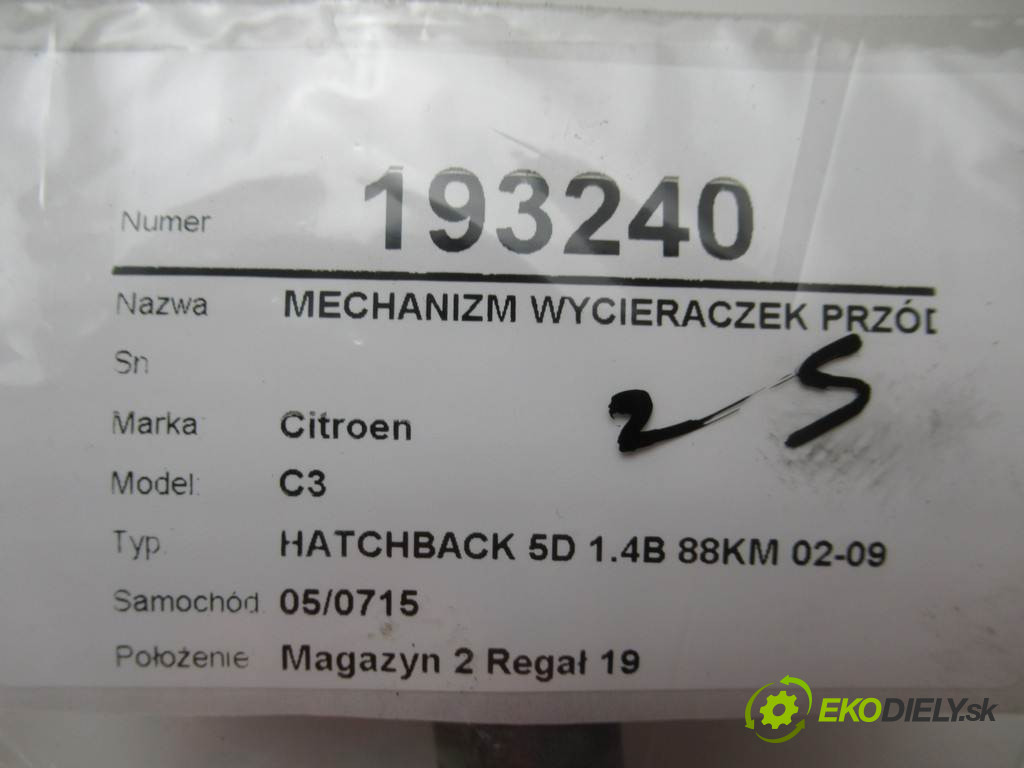 Numer 193240
Nazwa MECHANIZM WYCIERACZEK PRZÓD
Sn
Marka Citroen
2 S
Model: C3
Typ HATCHBACK 5D 1.4B 88KM 02-09
Samochód 05/0715
Położenie Magazyn 2 Regał 19
EKODIELY.sk